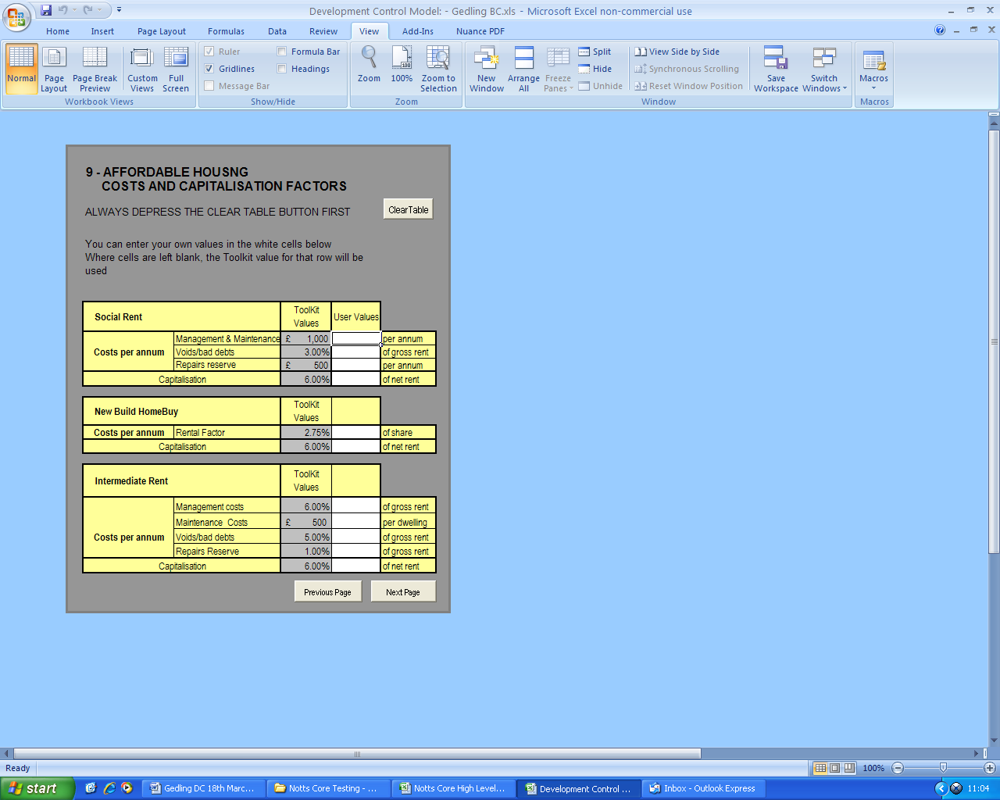 Development Control Model: - Gedling BC.xls - Microsoft Excel non-commercial use
Home Insert Page Layout Formulas Data Review View Add-Ins Nuance PDF
Normal
Page Layout
Page Break Preview
Custom Views
Full Screen
Workbook Views
Ruler
Formula Bar
Gridlines
Headings
Message Bar
Show/Hide
Zoom
100%
Zoom to Selection
Zoom
New Window
Arrange All
Freeze Panes
Split
Hide
Unhide
View Side by Side
Synchronous Scrolling
Reset Window Position
Window
Save Workspace
Switch Windows
Macros
Macros
9 - AFFORDABLE HOUSNG
COSTS AND CAPITALISATION FACTORS
ALWAYS DEPRESS THE CLEAR TABLE BUTTON FIRST
ClearTable
You can enter your own values in the white cells below
Where cells are left blank, the Toolkit value for that row will be
used
Social Rent ToolKit Values User Values
Costs per annum
Management & Maintenance £ 1,000 per annum
Voids/bad debts 3.00% of gross rent
Repairs reserve £ 500 per annum
Capitalisation 6.00% of net rent
New Build HomeBuy ToolKit Values
Costs per annum Rental Factor 2.75% of share
Capitalisation 6.00% of net rent
Intermediate Rent ToolKit Values
Costs per annum
Management costs 6.00% of gross rent
Maintenance Costs £ 500 per dwelling
Voids/bad debts 5.00% of gross rent
Repairs Reserve 1.00% of gross rent
Capitalisation 6.00% of net rent
Previous Page Next Page
Ready 100%
start Gedling DC 18th Marc... Notts Core Testing - ... Notts Core High Level... Development Control ... Inbox - Outlook Express 11:04